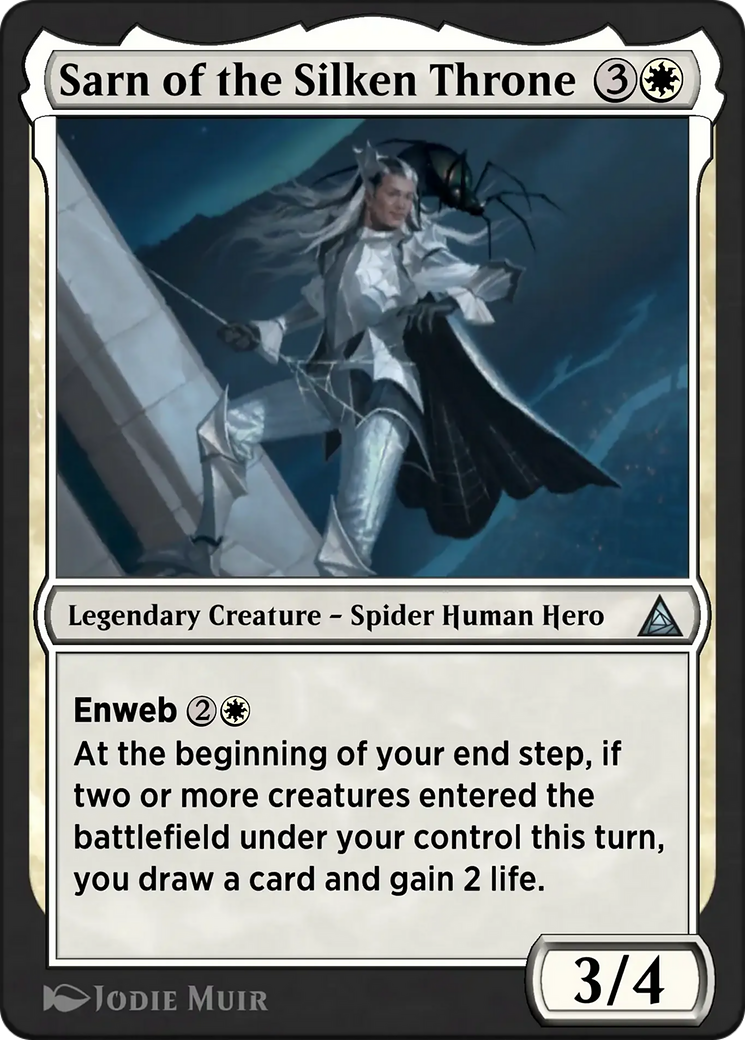 Sarn of the Silken Throne 3
Legendary Creature – Spider Human Hero
Enweb 2
At the beginning of your end step, if
two or more creatures entered the
battlefield under your control this turn,
you draw a card and gain 2 life.
3/4
Jodie Muir